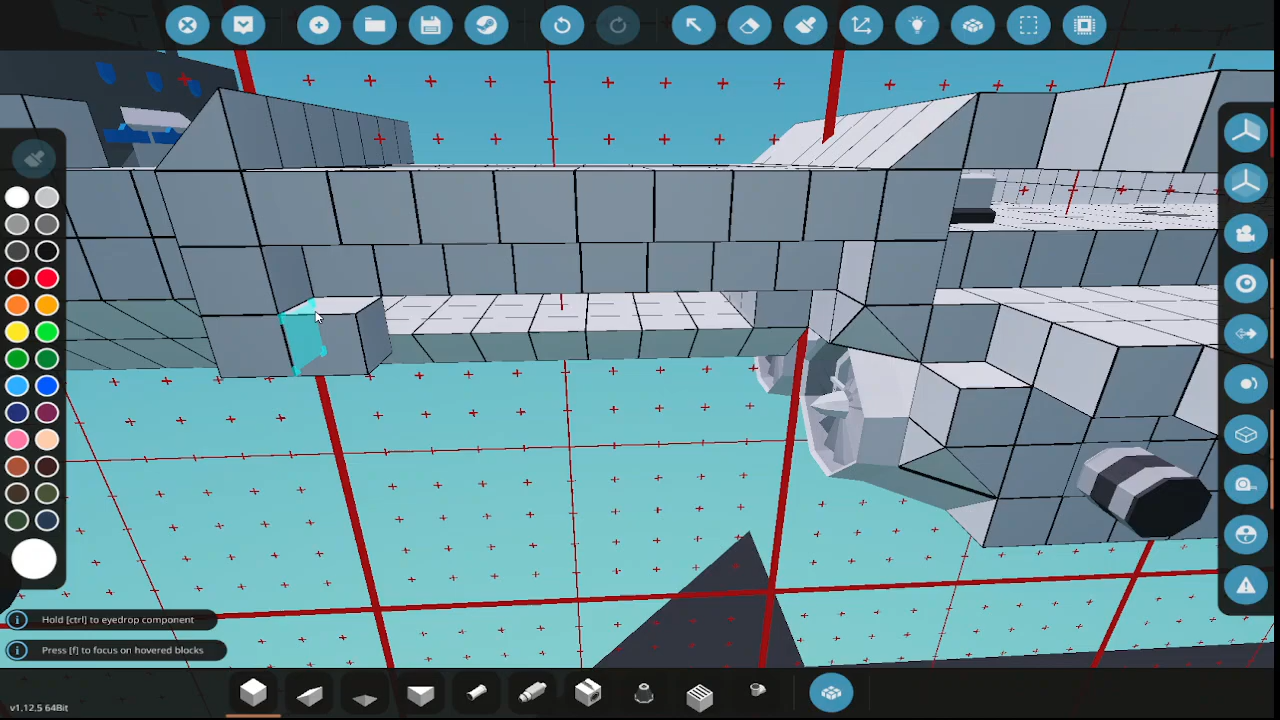 Hold [ctrl] to eyedrop component
Press [f] to focus on hovered blocks
v1.12.5 64Bit